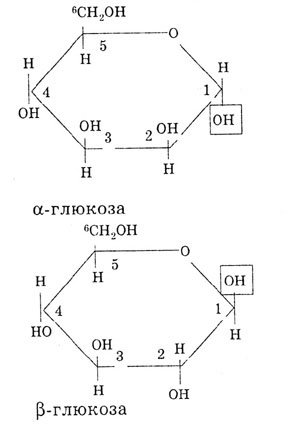 ⁶CH₂OH
O
H 5 H
H 4 1
OH OH OH OH
3 2
H H
α-глюкоза
⁶CH₂OH
O
H 5 OH
H 4 1
HO OH H H
3 2
H OH
β-глюкоза